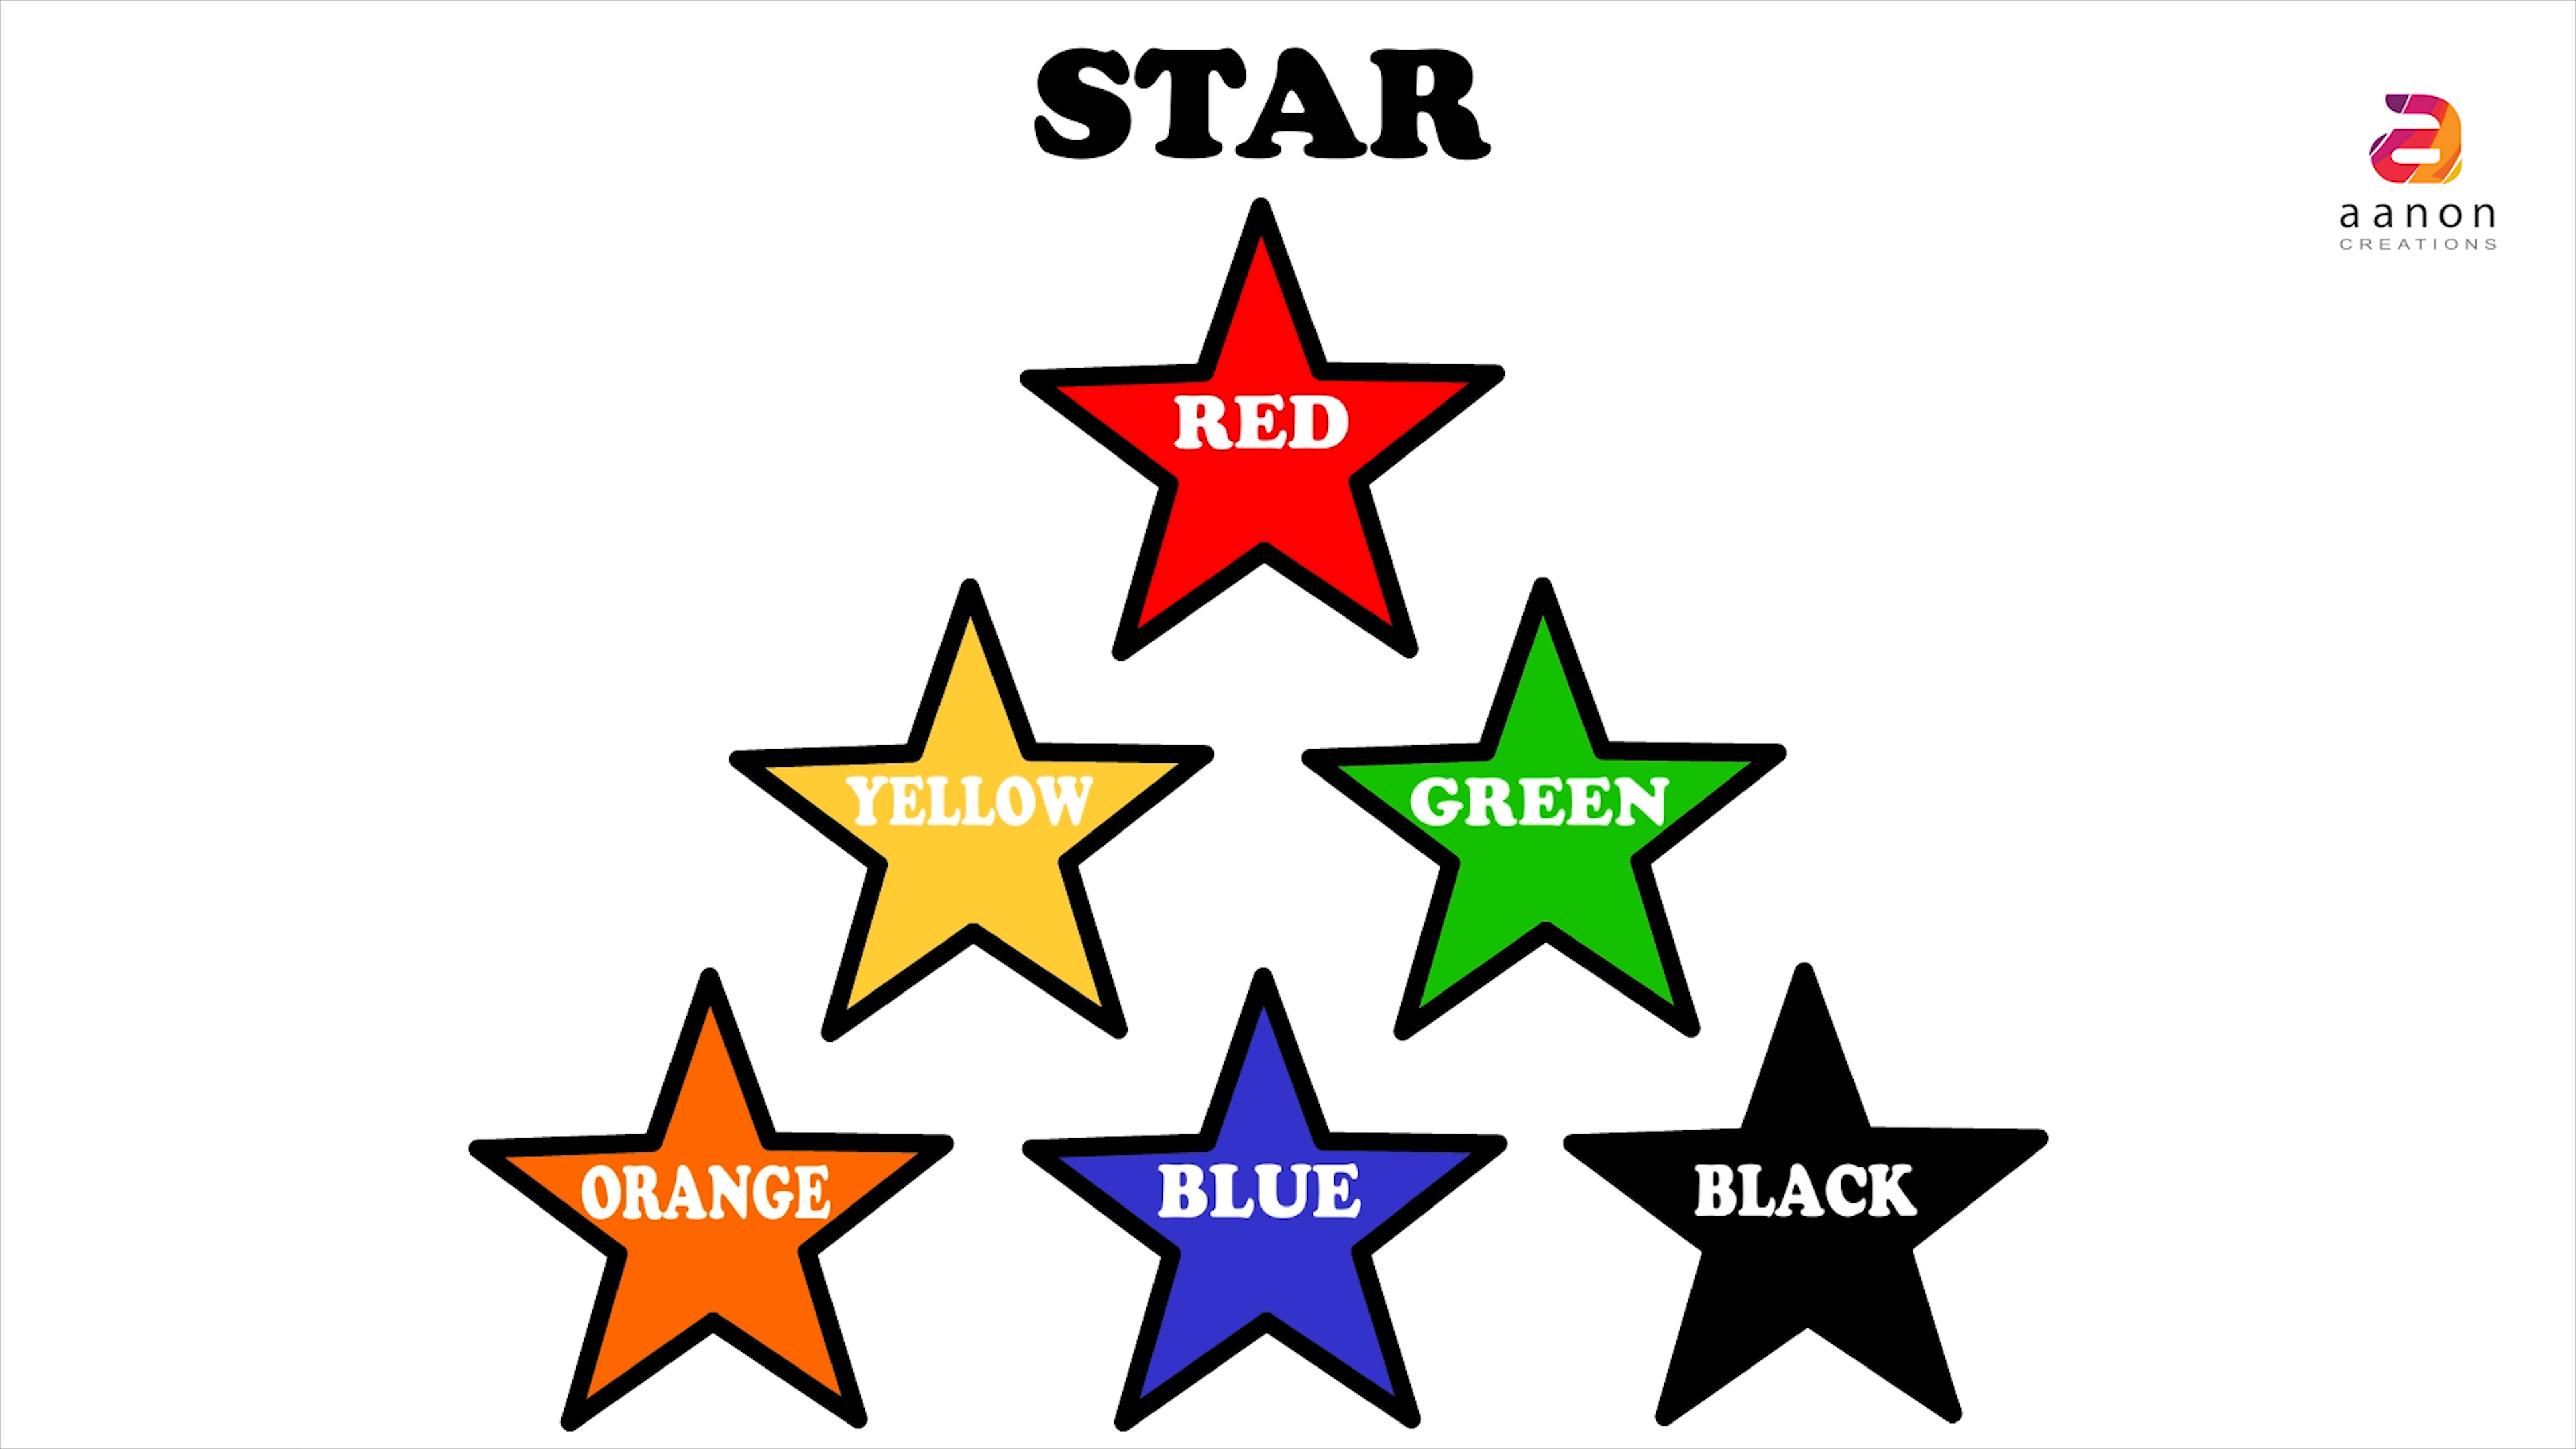 STAR
aanon
CREATIONS
RED
YELLOW
GREEN
ORANGE
BLUE
BLACK